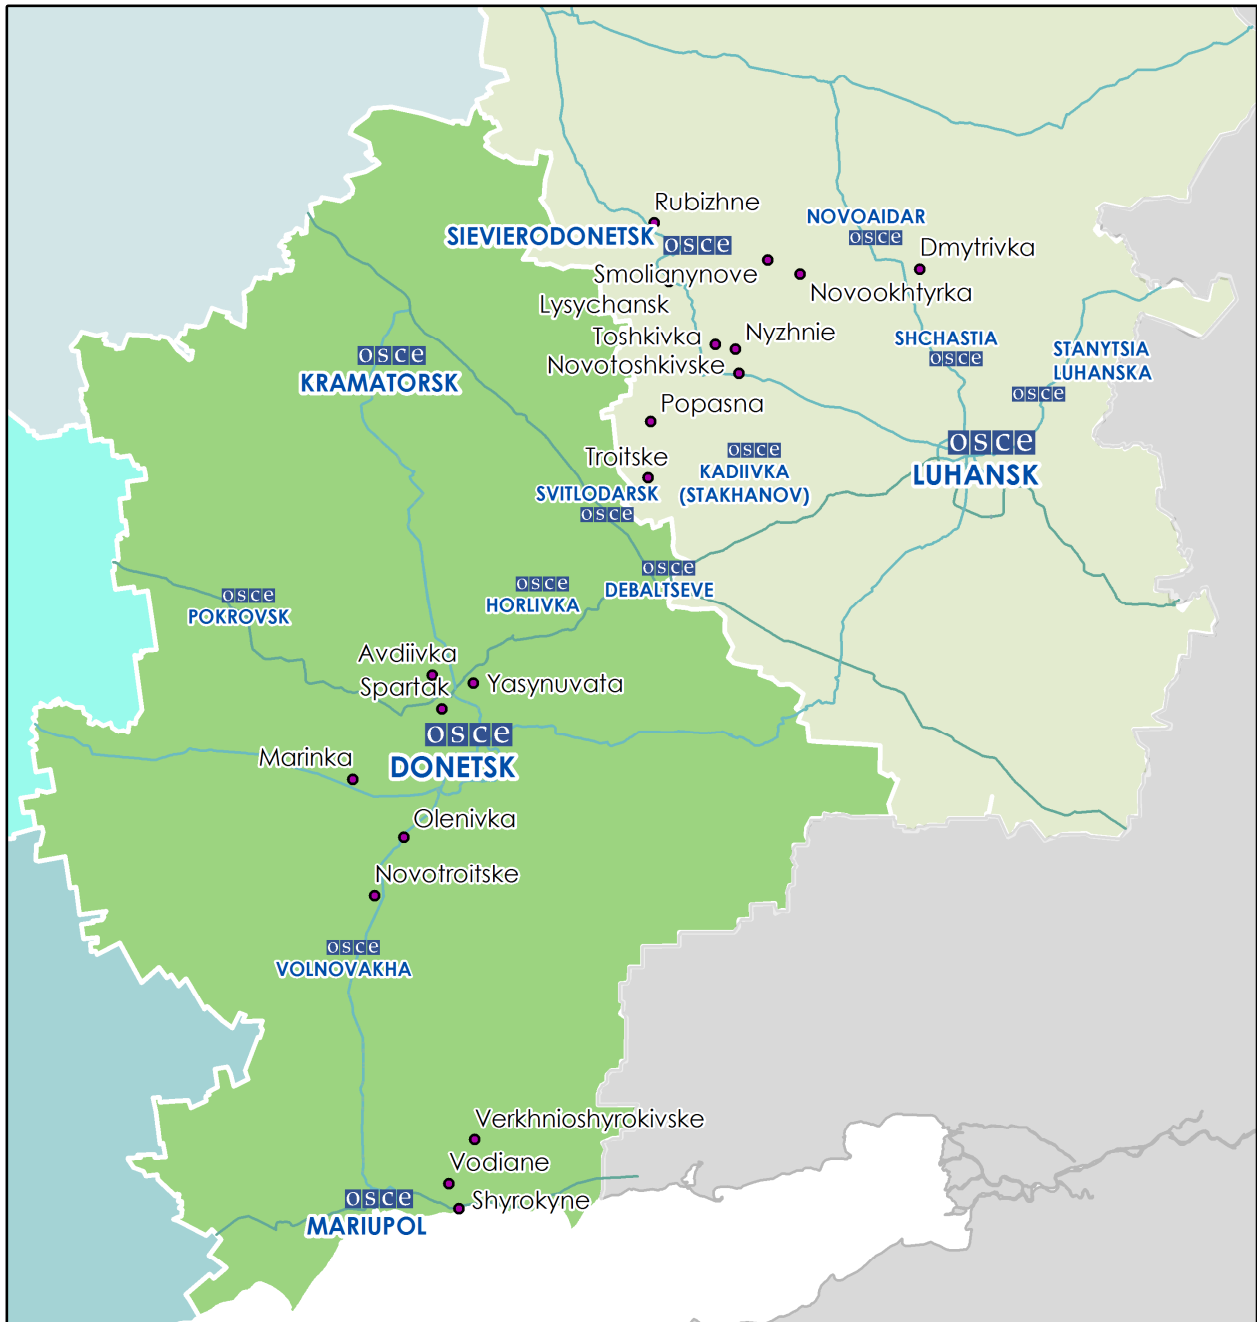 Rubizhne
NOVOAIDAR
osce
SIEVIERODONETSK
osce
Dmytrivka
Smolianynove
Novookhtyrka
Lysychansk
Toshkivka
Nyzhnie
SHCHASTIA
osce
STANYTSIA
LUHANSKA
osce
osce
KRAMATORSK
Novotoshkivske
Popasna
osce
LUHANSK
osce
KADIIVKA
(STAKHANOV)
Troitske
SVITLODARSK
osce
osce
DEBALTSEVE
osce
HORLIVKA
osce
POKROVSK
Avdiivka
Spartak
Yasynuvata
osce
DONETSK
Marinka
Olenivka
Novotroitske
osce
VOLNOVAKHA
Verkhnioshyrokivske
Vodiane
Shyrokyne
osce
MARIUPOL